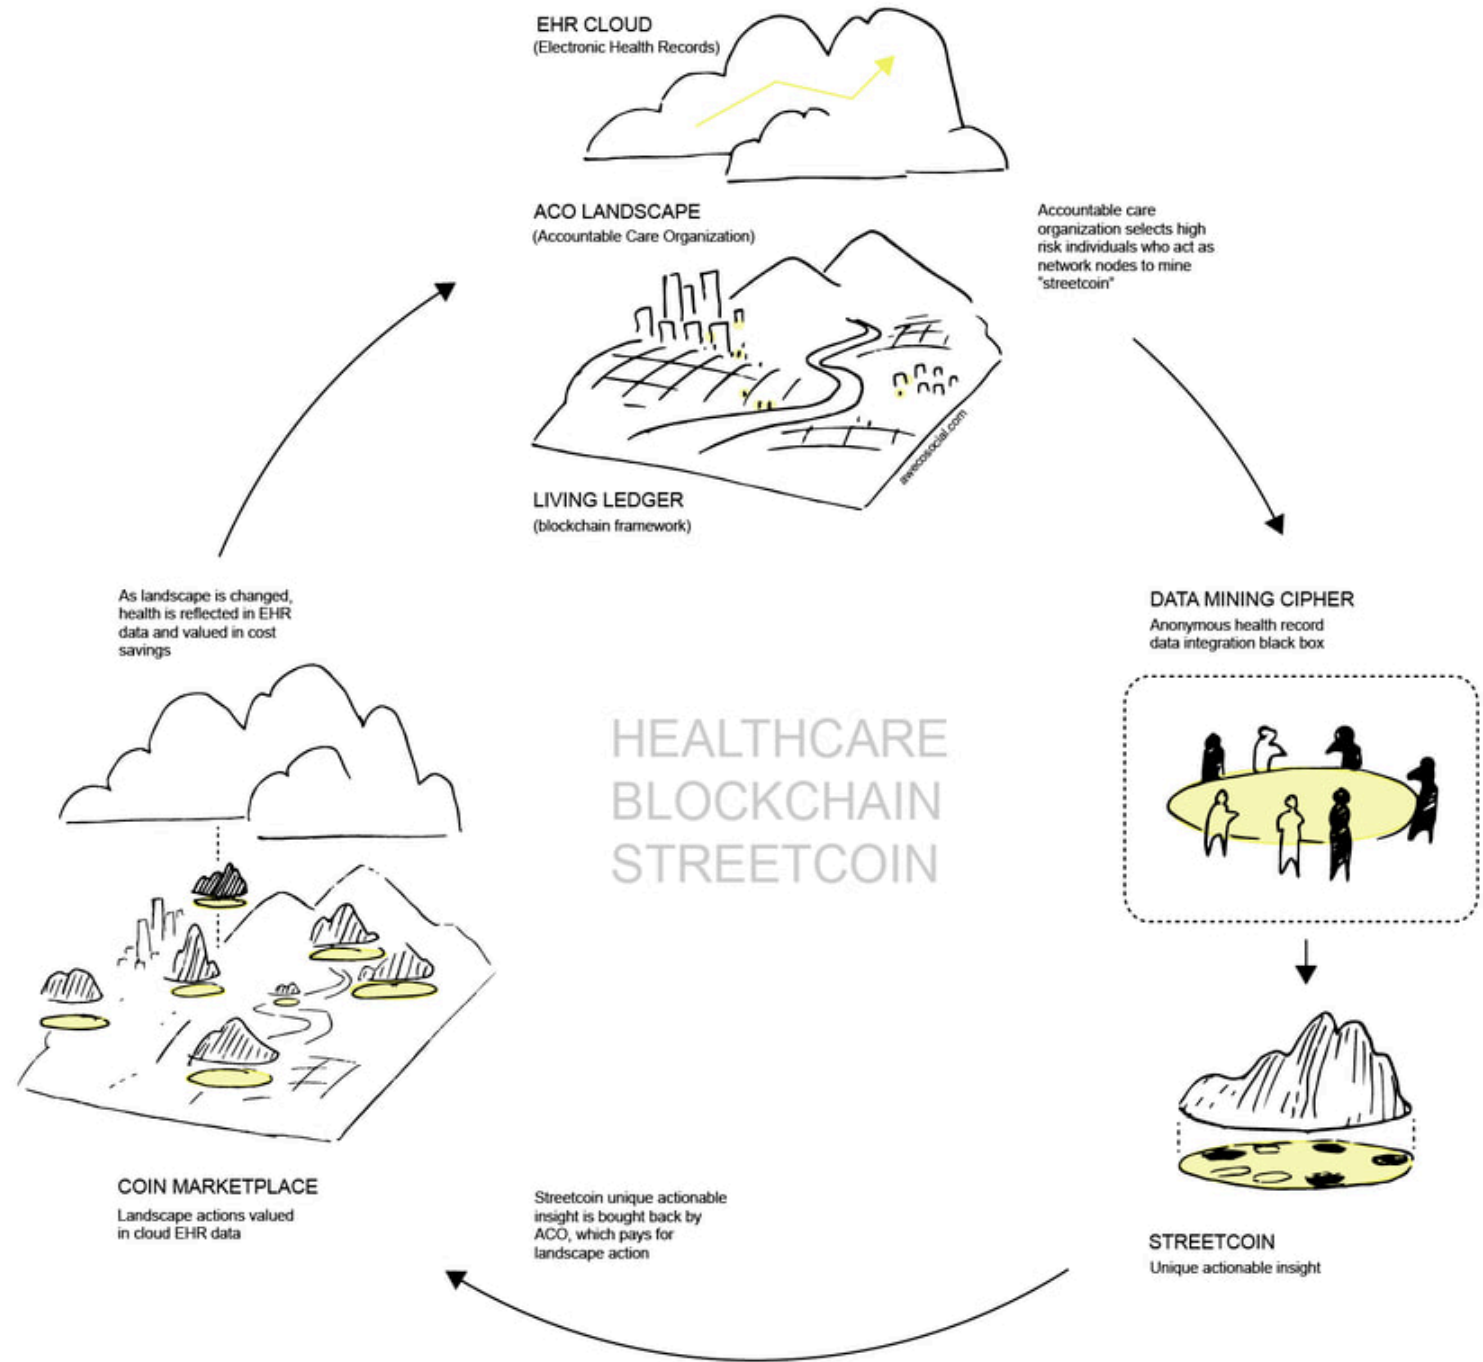 EHR CLOUD
(Electronic Health Records)
ACO LANDSCAPE
(Accountable Care Organization)
Accountable care
organization selects high
risk individuals who act as
network nodes to mine
"streetcoin"
awecosocial.com
LIVING LEDGER
(blockchain framework)
As landscape is changed,
health is reflected in EHR
data and valued in cost
savings
DATA MINING CIPHER
Anonymous health record
data integration black box
HEALTHCARE
BLOCKCHAIN
STREETCOIN
COIN MARKETPLACE
Landscape actions valued
in cloud EHR data
Streetcoin unique actionable
insight is bought back by
ACO, which pays for
landscape action
STREETCOIN
Unique actionable insight